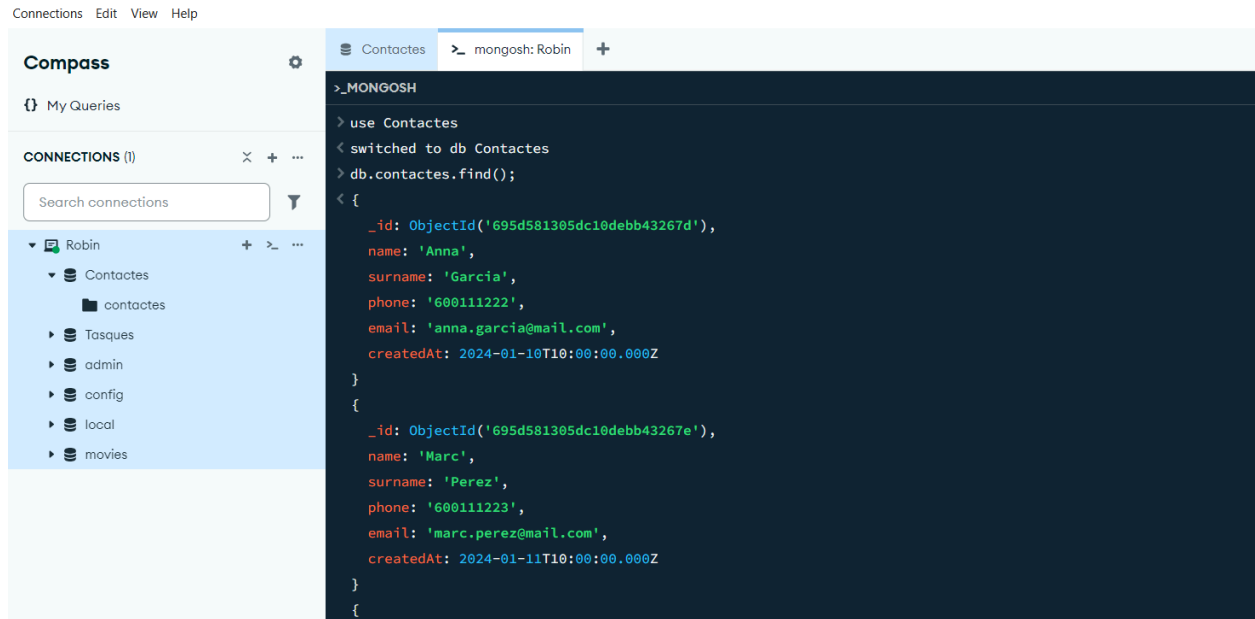 Connections Edit View Help
Compass
{} My Queries
CONNECTIONS (1)
Search connections
Robin
Contactes
contactes
Tasques
admin
config
local
movies
Contactes
>_ mongosh: Robin
>_MONGOSH
> use Contactes
< switched to db Contactes
> db.contactes.find();
< {
_id: ObjectId('695d581305dc10debb43267d'),
name: 'Anna',
surname: 'Garcia',
phone: '600111222',
email: 'anna.garcia@mail.com',
createdAt: 2024-01-10T10:00:00.000Z
}
{
_id: ObjectId('695d581305dc10debb43267e'),
name: 'Marc',
surname: 'Perez',
phone: '600111223',
email: 'marc.perez@mail.com',
createdAt: 2024-01-11T10:00:00.000Z
}
{